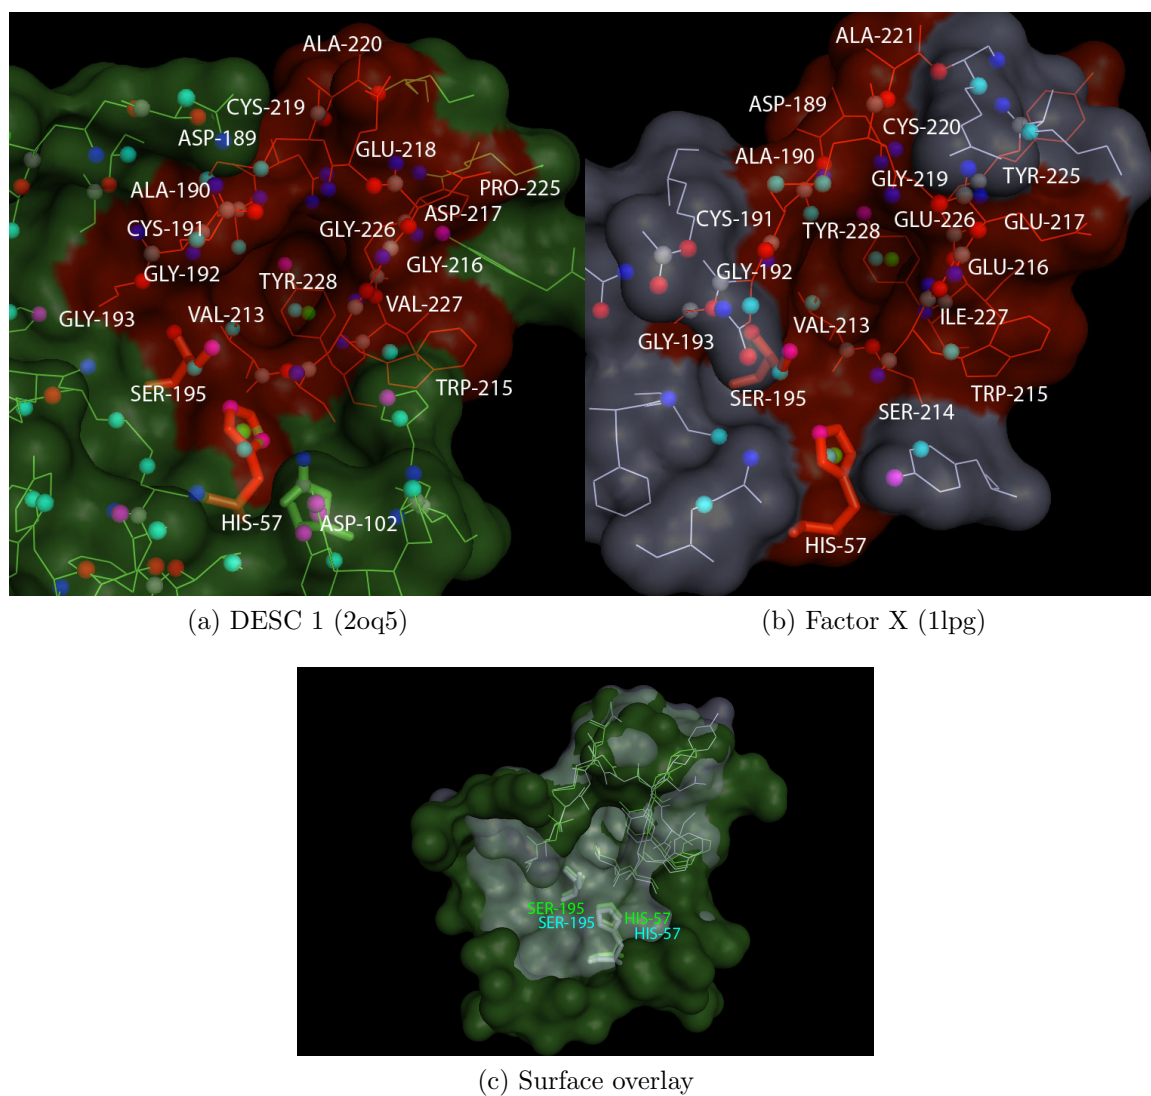 ALA-220
CYS-219
ASP-189
GLU-218
ALA-190
PRO-225
ASP-217
CYS-191
GLY-226
GLY-192
TYR-228
GLY-216
GLY-193
VAL-213
VAL-227
SER-195
TRP-215
HIS-57
ASP-102
(a) DESC 1 (2oq5)
ALA-221
ASP-189
CYS-220
ALA-190
GLY-219
TYR-225
CYS-191
TYR-228
GLU-226
GLU-217
GLY-192
GLU-216
GLY-193
VAL-213
ILE-227
SER-195
SER-214
TRP-215
HIS-57
(b) Factor X (1lpg)
SER-195
SER-195
HIS-57
HIS-57
(c) Surface overlay